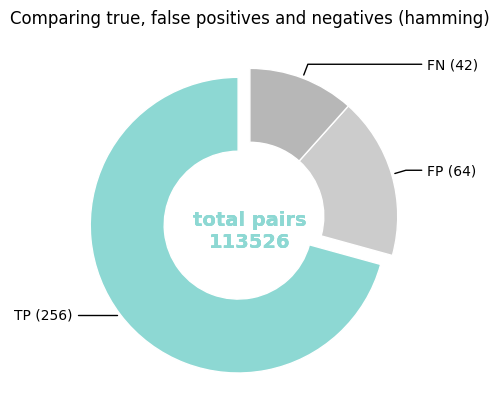 Comparing true, false positives and negatives (hamming)
FN (42)
FP (64)
total pairs
113526
TP (256)